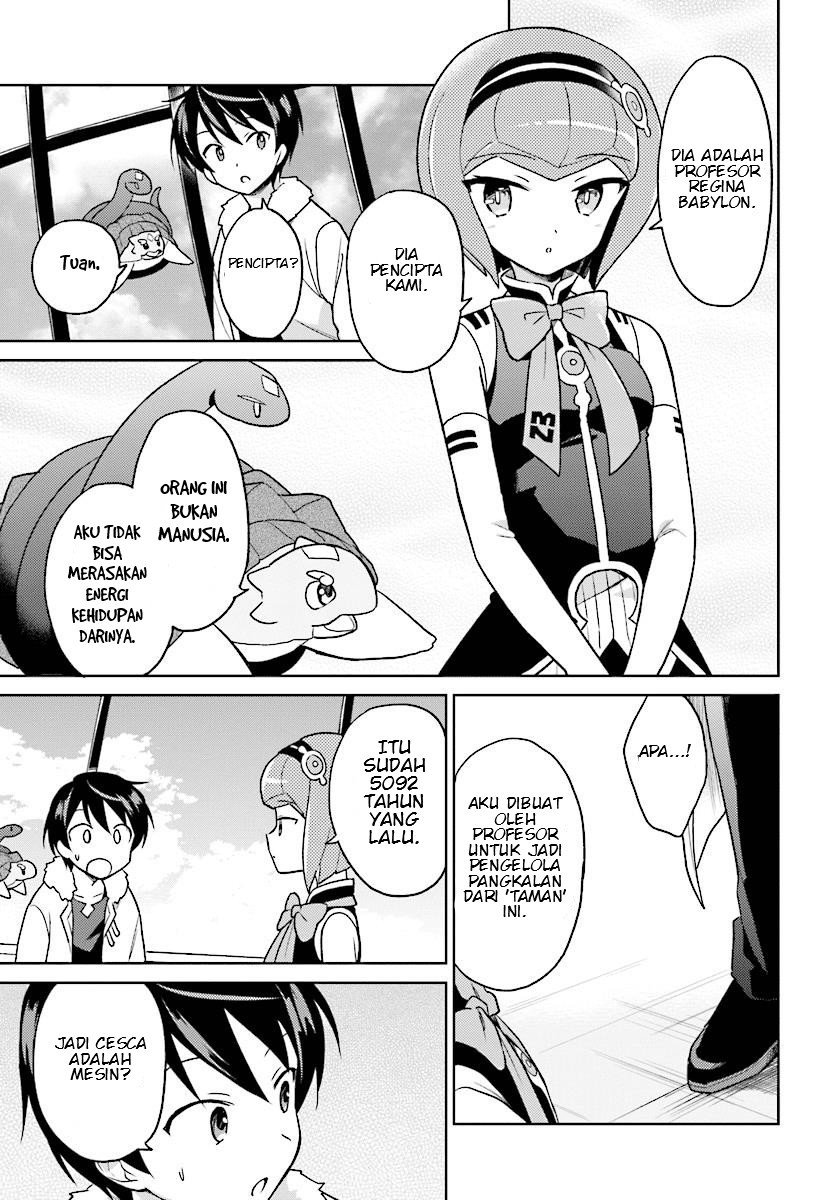 DIA ADALAH
PROFESOR
REGINA
BABYLON.
DIA
PENCIPTA
KAMI.
PENCIPTA?
Tuan.
Z3
ORANG INI
BUKAN
MANUSIA.
AKU TIDAK
BISA
MERASAKAN
ENERGI
KEHIDUPAN
DARINYA.
APA...!
AKU DIBUAT
OLEH
PROFESOR
UNTUK JADI
PENGELOLA
PANGKALAN
DARI 'TAMAN'
INI.
ITU
SUDAH
5092
TAHUN
YANG
LALU.
JADI CESCA
ADALAH
MESIN?